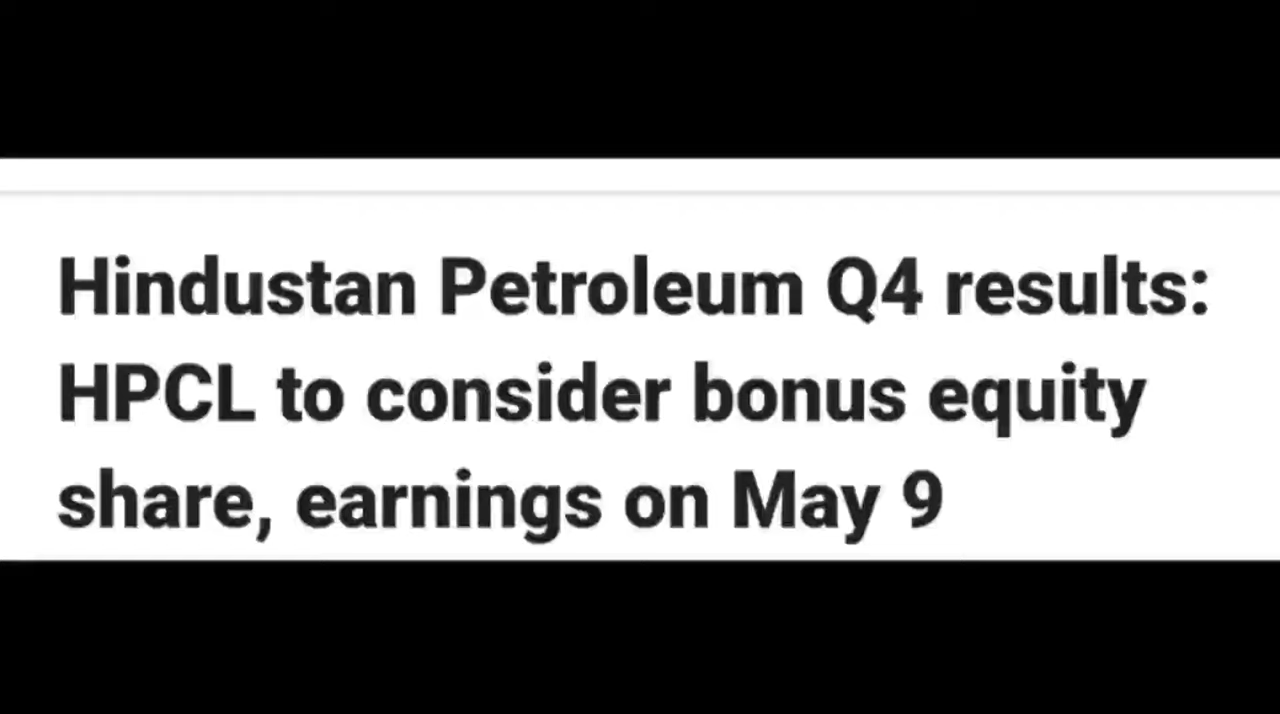 Hindustan Petroleum Q4 results:
HPCL to consider bonus equity
share, earnings on May 9